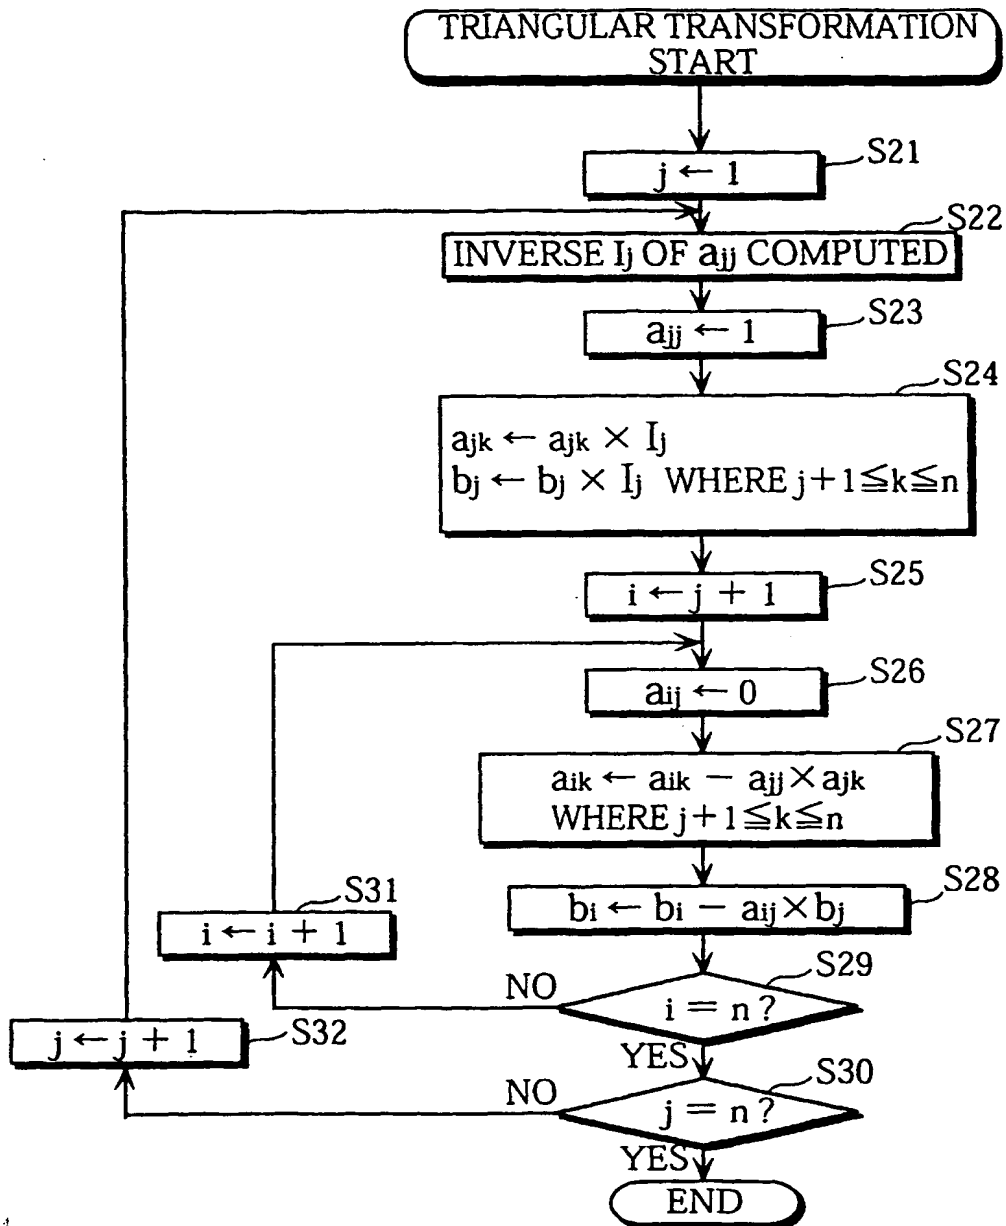 TRIANGULAR TRANSFORMATION
START
S21
j ← 1
S22
INVERSE Ij OF ajj COMPUTED
S23
ajj ← 1
S24
ajk ← ajk × Ij
bj ← bj × Ij WHERE j+1≦k≦n
S25
i ← j + 1
S26
aij ← 0
S27
aik ← aik − ajj×ajk
WHERE j+1≦k≦n
S28
bi ← bi − aij×bj
S31
i ← i + 1
S29
NO
i = n?
S32
j ← j + 1
YES
S30
NO
j = n?
YES
END